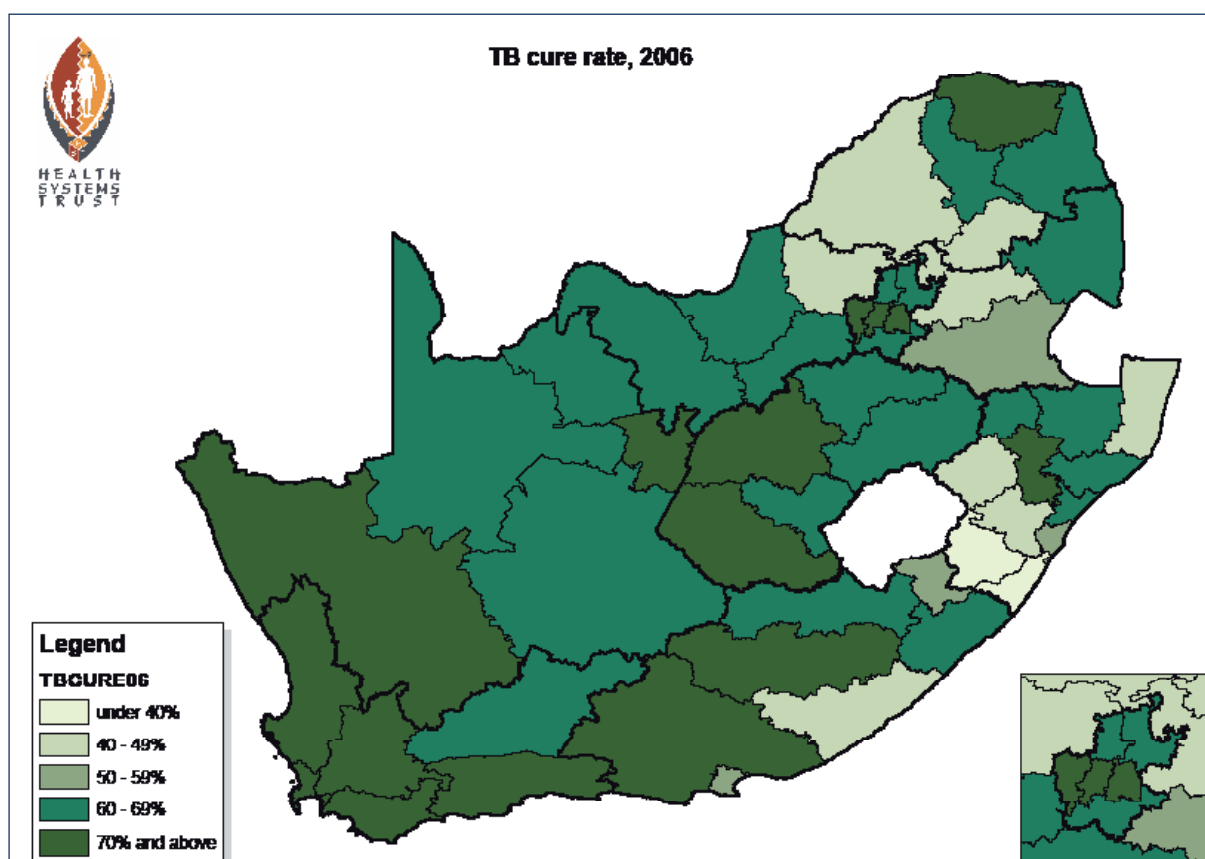 TB cure rate, 2006
HEALTH
SYSTEMS
TRUST
Legend
TBCURE06
under 40%
40 - 49%
50 - 59%
60 - 69%
70% and above